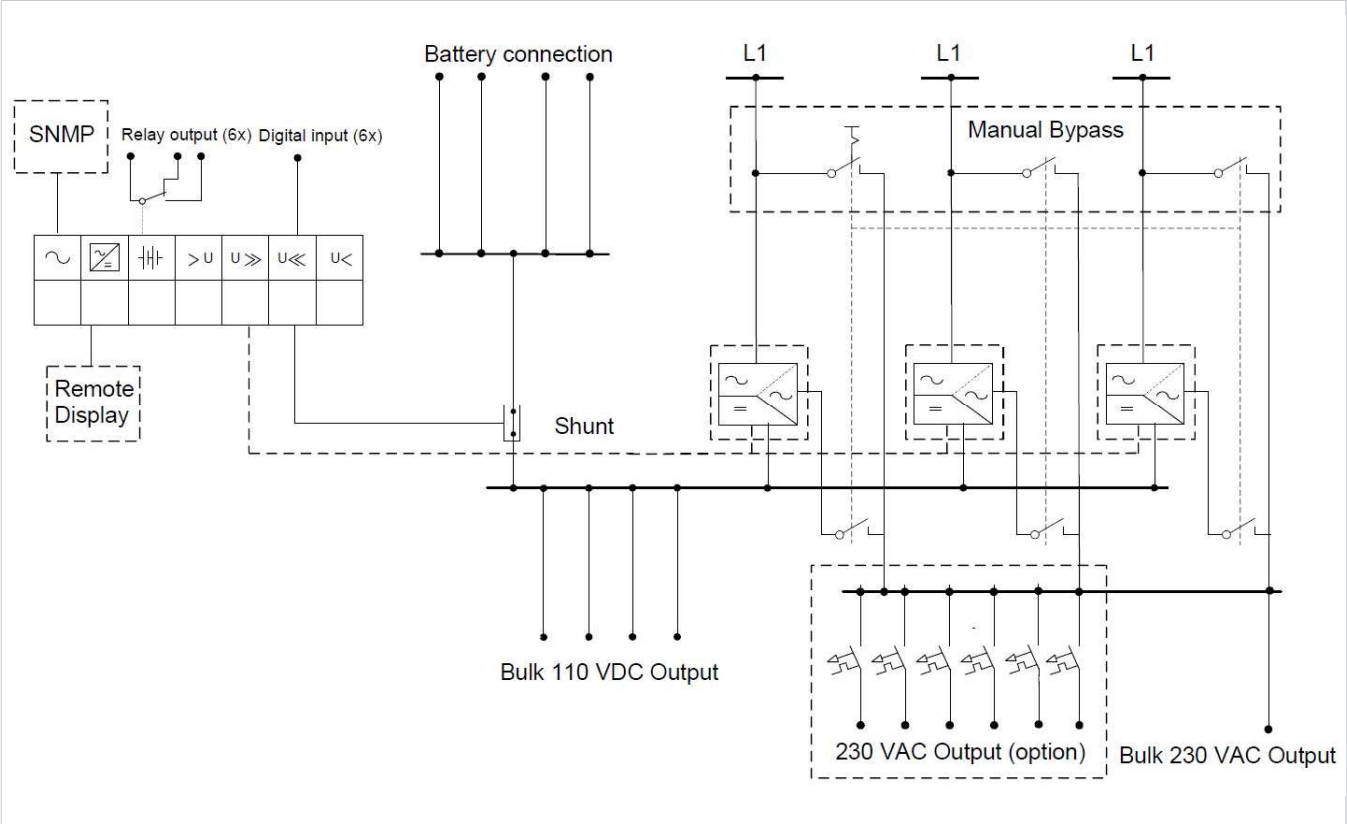 Battery connection
L1
L1
L1
SNMP
Relay output (6x)
Digital input (6x)
Manual Bypass
>U
U>>
U<<
U<
Remote
Display
Shunt
Bulk 110 VDC Output
230 VAC Output (option)
Bulk 230 VAC Output